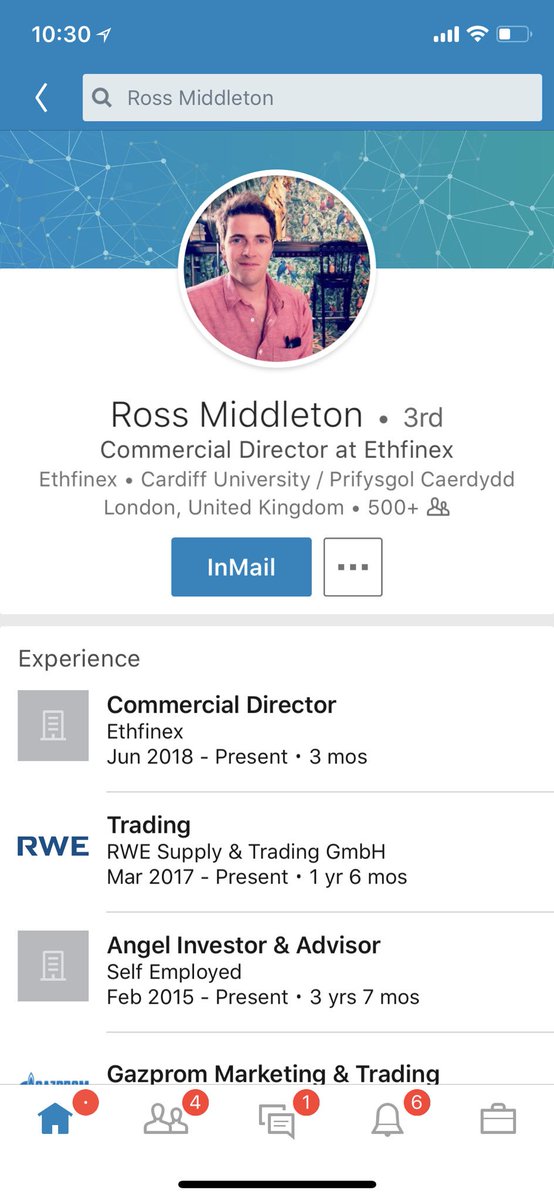 10:30
Ross Middleton
Ross Middleton • 3rd
Commercial Director at Ethfinex
Ethfinex • Cardiff University / Prifysgol Caerdydd
London, United Kingdom • 500+
InMail
Experience
Commercial Director
Ethfinex
Jun 2018 - Present • 3 mos
RWE
Trading
RWE Supply & Trading GmbH
Mar 2017 - Present • 1 yr 6 mos
Angel Investor & Advisor
Self Employed
Feb 2015 - Present • 3 yrs 7 mos
GAZPROM
Gazprom Marketing & Trading
4
1
6